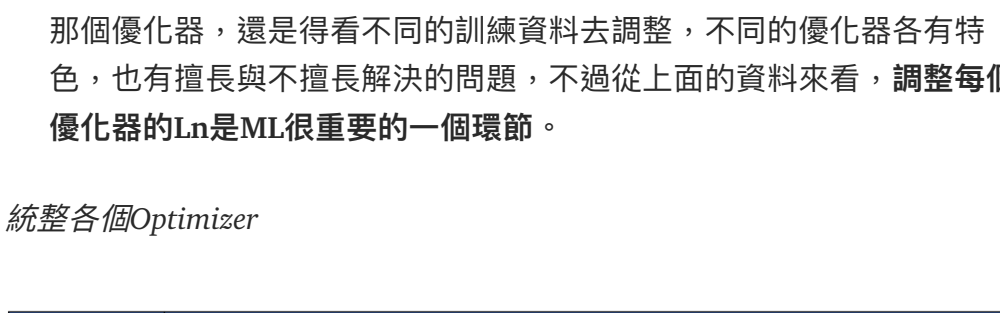 那個優化器，還是得看不同的訓練資料去調整，不同的優化器各有特
色，也有擅長與不擅長解決的問題，不過從上面的資料來看，調整每個
優化器的Ln是ML很重要的一個環節。
統整各個Optimizer